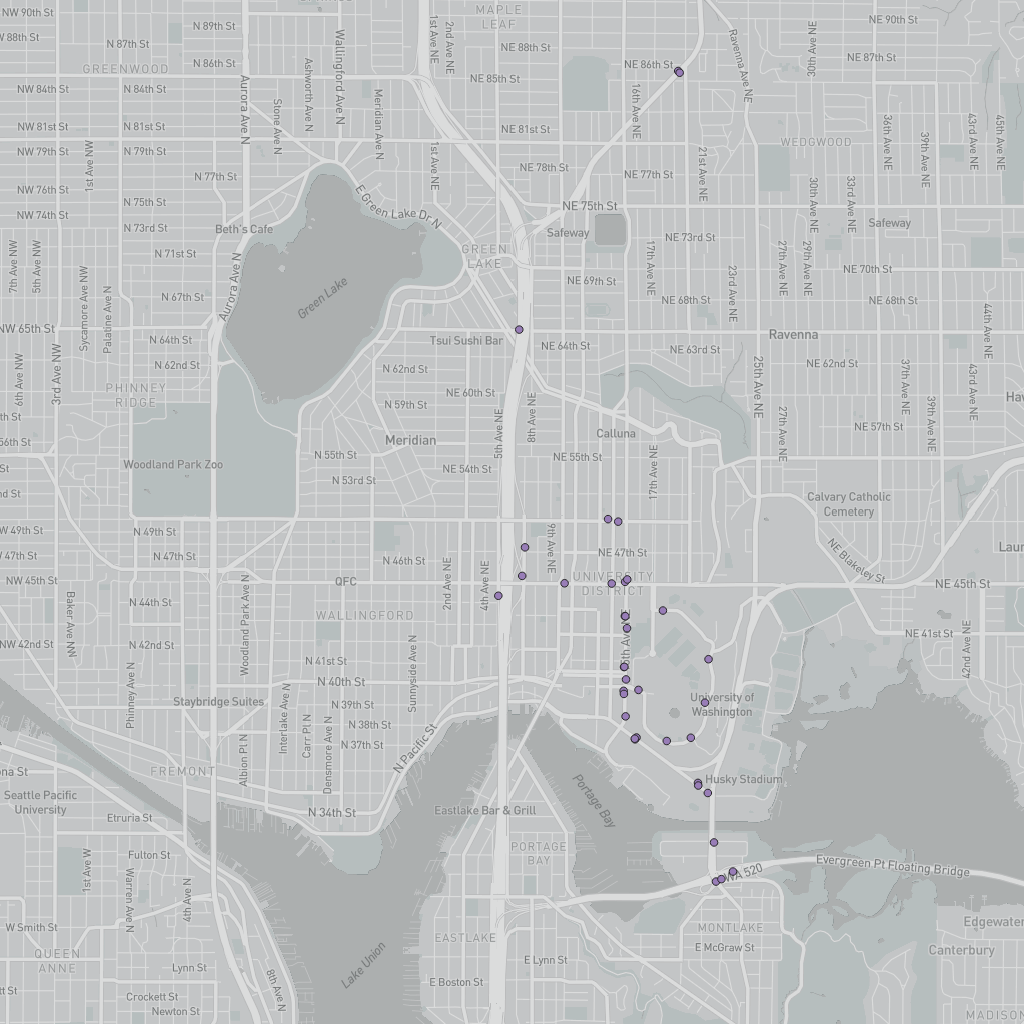 NW 90th St
MAPLE
LEAF
NE 90th St
N 89th St
1st Ave NE
2nd Ave NE
Wallingford Ave N
30th Ave NE
Ravenna Ave NE
N 87th St
NE 88th St
NE 87th St
N 86th St
NE 86th St
GREENWOOD
NE 85th St
Aurora Ave N
Ashworth Ave N
NW 84th St
N 84th St
Stone Ave N
Meridian Ave N
16th Ave NE
36th Ave NE
39th Ave NE
43rd Ave NE
45th Ave NE
NW 81st St
N 81st St
NE 81st St
WEDGWOOD
NW 79th St
N 79th St
1st Ave NW
1st Ave NE
21st Ave NE
NE 78th St
N 77th St
NE 77th St
NW 76th St
30th Ave NE
33rd Ave NE
N 75th St
NE 75th St
E Green Lake Dr N
NW 74th St
N 73rd St
Beth's Cafe
Safeway
NE 73rd St
Safeway
N 71st St
GREEN
LAKE
7th Ave NW
5th Ave NW
17th Ave NE
27th Ave NE
29th Ave NE
NE 70th St
Sycamore Ave NW
Palatine Ave N
Aurora Ave N
Green Lake
NE 69th St
23rd Ave NE
N 67th St
NE 68th St
NE 68th St
NW 65th St
44th Ave NE
N 64th St
Tsui Sushi Bar
NE 64th St
Ravenna
NE 63rd St
NE 62nd St
N 62nd St
N 62nd St
6th Ave NW
3rd Ave NW
25th Ave NE
37th Ave NE
43rd Ave NE
PHINNEY
RIDGE
NE 60th St
N 59th St
5th Ave NE
8th Ave NE
27th Ave NE
39th Ave NE
NE 57th St
Meridian
Calluna
N 55th St
NE 55th St
Woodland Park Zoo
NE 54th St
17th Ave NE
N 53rd St
Calvary Catholic
Cemetery
N 49th St
N 49th St
9th Ave NE
NE Blakeley St
N 47th St
NE 47th St
N 46th St
2nd Ave NE
4th Ave NE
NW 45th St
QFC
UNIVERSITY
DISTRICT
NE 45th St
Baker Ave NW
N 44th St
Woodland Park Ave N
WALLINGFORD
NW 42nd St
N 42nd St
NE 41st St
42nd Ave NE
Sunnyside Ave N
N 41st St
Phinney Ave N
N 40th St
Staybridge Suites
Interlake Ave N
N 39th St
University of
Washington
Carr Pl N
N 38th St
Albion Pl N
Densmore Ave N
N 37th St
N Pacific St
FREMONT
Husky Stadium
Portage Bay
Seattle Pacific
University
N 34th St
Eastlake Bar & Grill
Etruria St
PORTAGE
BAY
Fulton St
Evergreen Pt Floating Bridge
1st Ave W
Warren Ave N
4th Ave N
WA 520
W Smith St
MONTLAKE
Edgewater
EASTLAKE
E McGraw St
QUEEN
ANNE
Lake Union
Canterbury
Lynn St
E Lynn St
8th Ave N
E Boston St
Crockett St
Newton St
MADISON